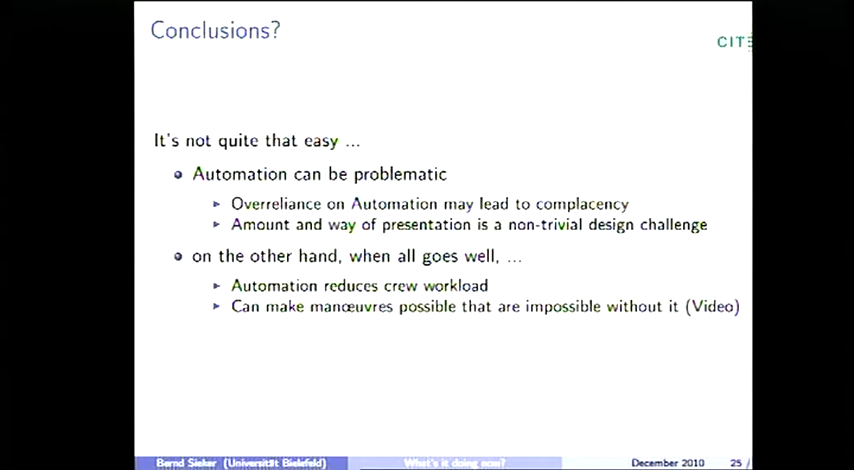 Conclusions?
CITE
It's not quite that easy ...
Automation can be problematic
Overreliance on Automation may lead to complacency
Amount and way of presentation is a non-trivial design challenge
on the other hand, when all goes well, ...
Automation reduces crew workload
Can make manœuvres possible that are impossible without it (Video)
Bernd Sieker (Universität Bielefeld) What's it doing now? December 2010 25 /